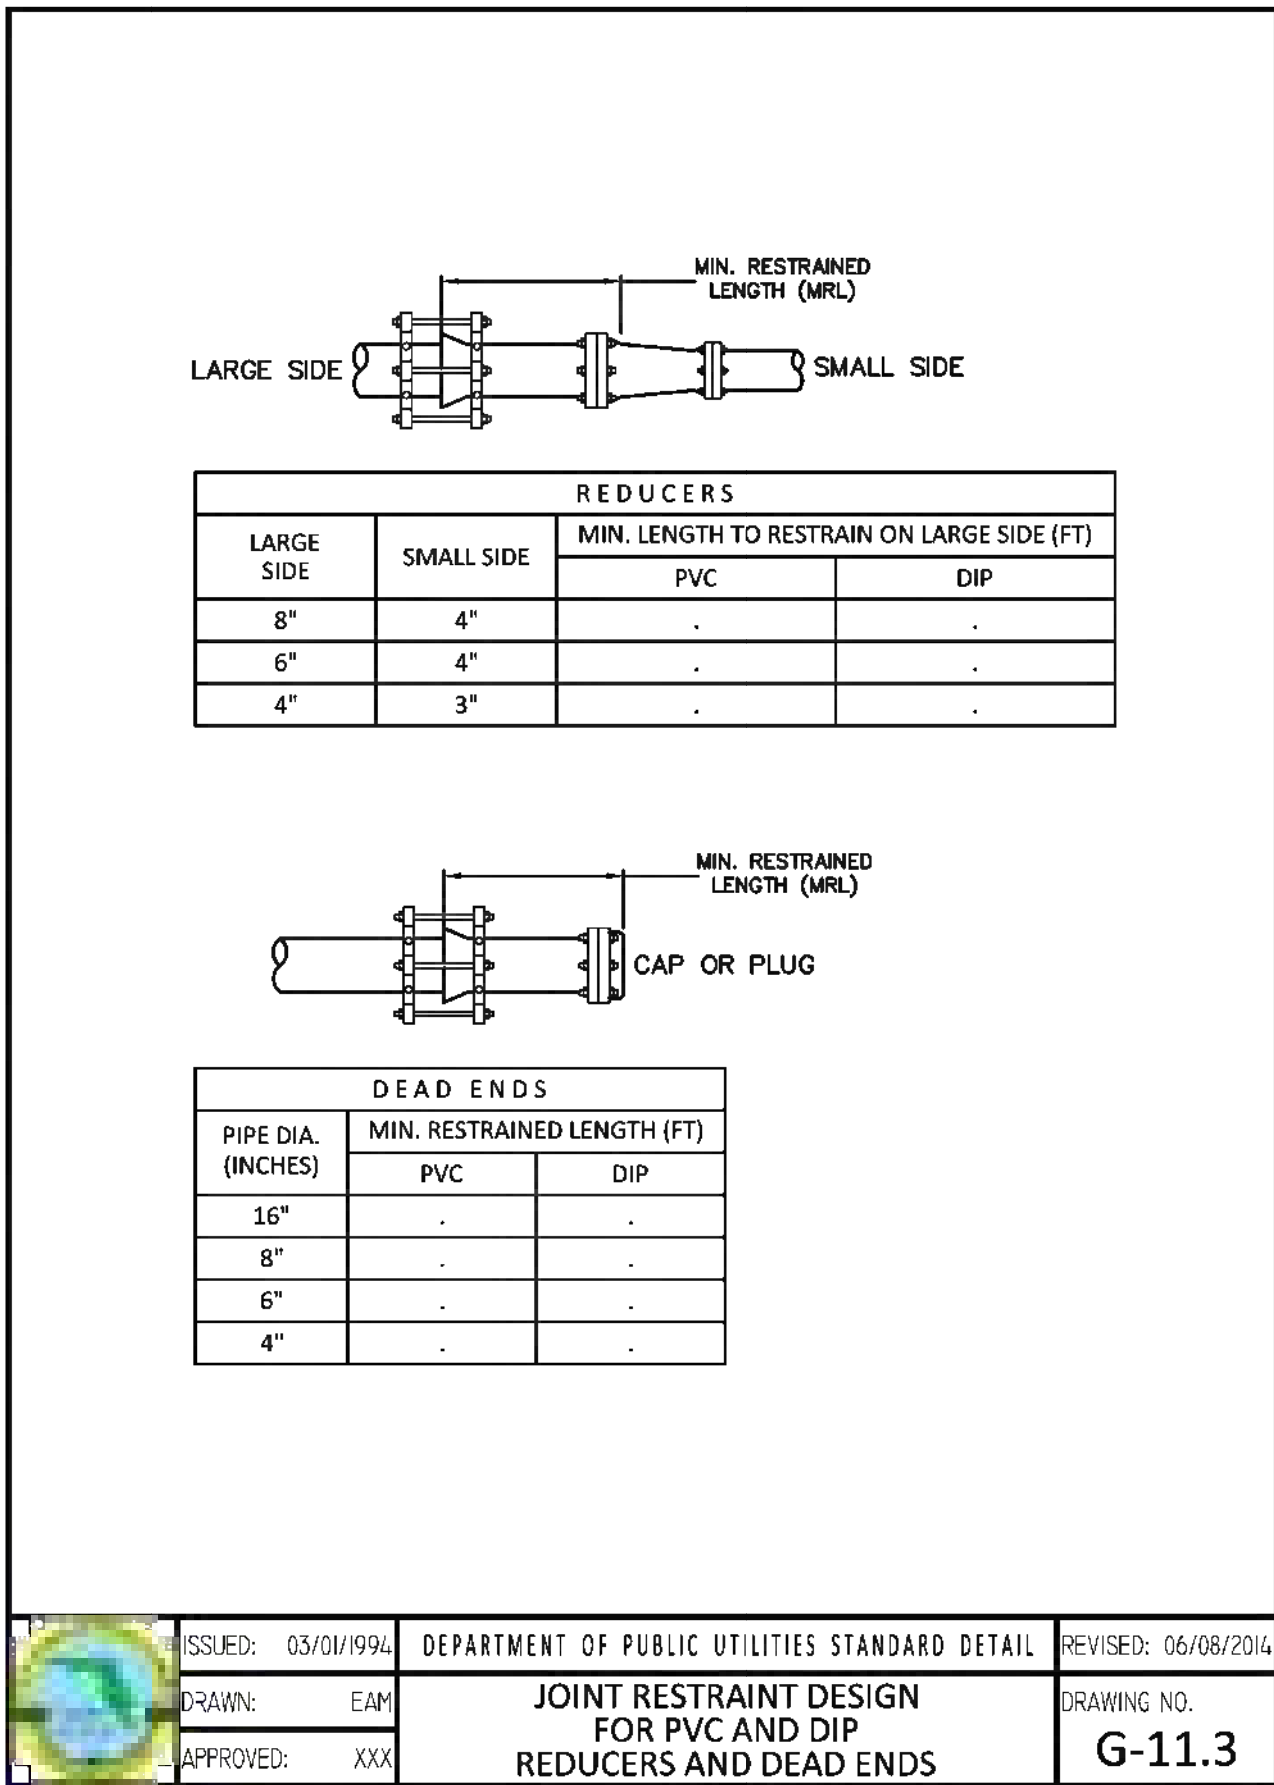 MIN. RESTRAINED
LENGTH (MRL)
LARGE SIDE
SMALL SIDE
REDUCERS
LARGE
SIDE
SMALL SIDE
MIN. LENGTH TO RESTRAIN ON LARGE SIDE (FT)
PVC
DIP
8" 4" . .
6" 4" . .
4" 3" . .
MIN. RESTRAINED
LENGTH (MRL)
CAP OR PLUG
DEAD ENDS
PIPE DIA.
(INCHES)
MIN. RESTRAINED LENGTH (FT)
PVC
DIP
16" . .
8" . .
6" . .
4" . .
ISSUED: 03/01/1994
DRAWN: EAM
APPROVED: XXX
DEPARTMENT OF PUBLIC UTILITIES STANDARD DETAIL
JOINT RESTRAINT DESIGN
FOR PVC AND DIP
REDUCERS AND DEAD ENDS
REVISED: 06/08/2014
DRAWING NO.
G-11.3